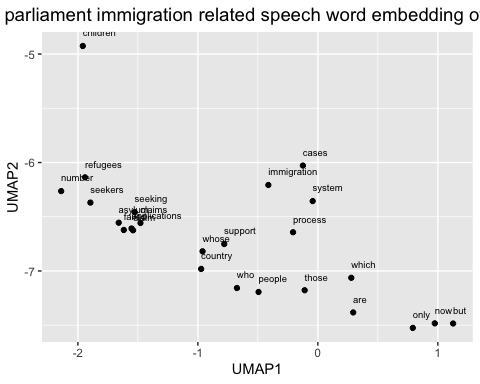 parliament immigration related speech word embedding o
children
-5
cases
-6
refugees
immigration
number
seekers
system
seeking
asylum
claims
applications
process
support
whose
country
-7
which
who
people
those
are
only
now
but
-2
-1
0
1
UMAP1
UMAP2